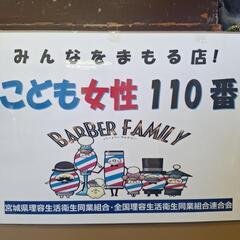 みんなをまもる店!
こども女性110番
BARBER FAMILY
宮城県理容生活衛生同業組合・全国理容生活衛生同業組合連合会